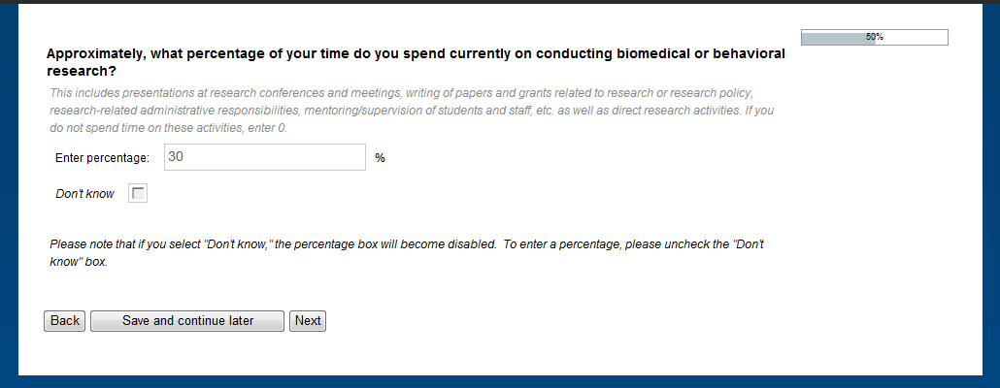 50%
Approximately, what percentage of your time do you spend currently on conducting biomedical or behavioral
research?
This includes presentations at research conferences and meetings, writing of papers and grants related to research or research policy,
research-related administrative responsibilities, mentoring/supervision of students and staff, etc. as well as direct research activities. If you
do not spend time on these activities, enter 0.
Enter percentage: 30 %
Don't know
Please note that if you select "Don't know," the percentage box will become disabled. To enter a percentage, please uncheck the "Don't
know" box.
Back Save and continue later Next